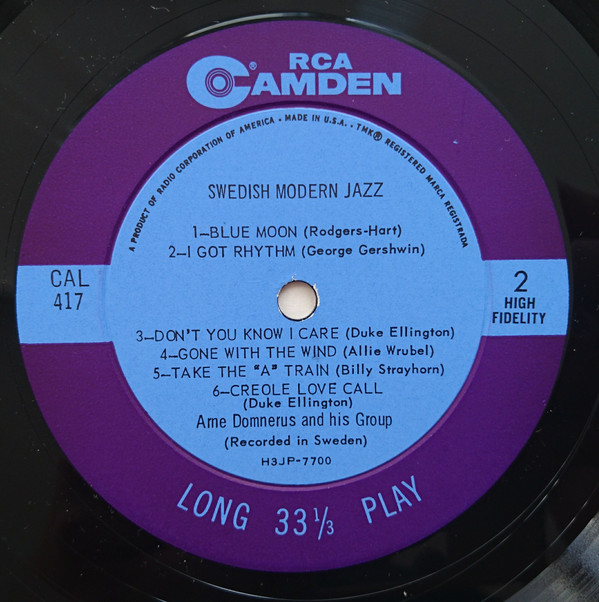 RCA
CAMDEN®
A PRODUCT OF RADIO CORPORATION OF AMERICA • MADE IN U.S.A. • TMK® REGISTERED MARCA REGISTRADA
SWEDISH MODERN JAZZ
1—BLUE MOON (Rodgers-Hart)
2—I GOT RHYTHM (George Gershwin)
CAL
417
2
HIGH
FIDELITY
3—DON'T YOU KNOW I CARE (Duke Ellington)
4—GONE WITH THE WIND (Allie Wrubel)
5—TAKE THE "A" TRAIN (Billy Strayhorn)
6—CREOLE LOVE CALL
(Duke Ellington)
Arne Domnerus and his Group
(Recorded in Sweden)
H3JP-7700
LONG 33⅓ PLAY